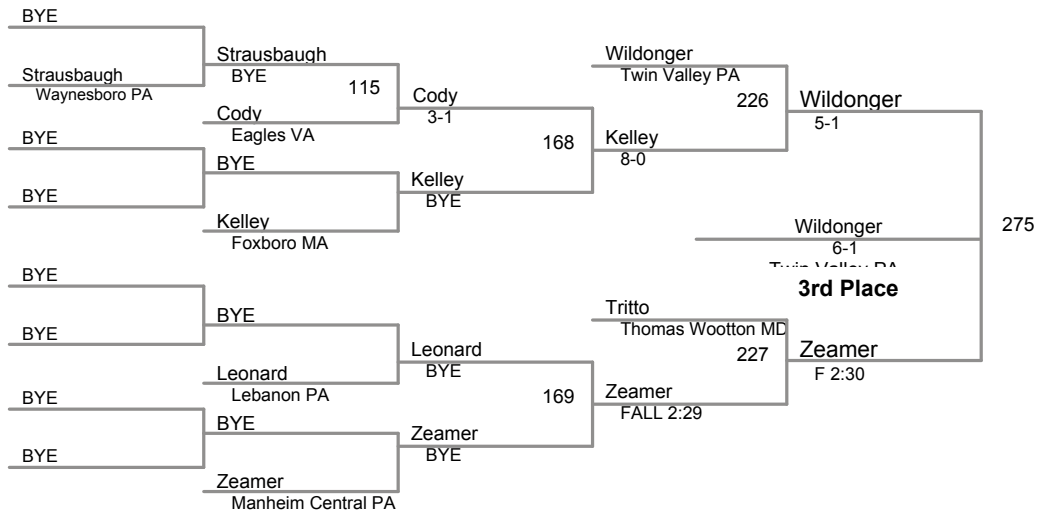 BYE
Strausbaugh
Waynesboro PA
BYE
BYE
BYE
BYE
BYE
BYE
Strausbaugh
BYE
115
Cody
Eagles VA
BYE
Kelley
Foxboro MA
BYE
Leonard
Lebanon PA
BYE
Zeamer
Manheim Central PA
Cody
3-1
168
Kelley
BYE
Leonard
BYE
169
Zeamer
BYE
Wildonger
Twin Valley PA
226
Kelley
8-0
Tritto
Thomas Wootton MD
227
Zeamer
FALL 2:29
Wildonger
5-1
Wildonger
6-1
Twin Valley PA
3rd Place
275
Zeamer
F 2:30